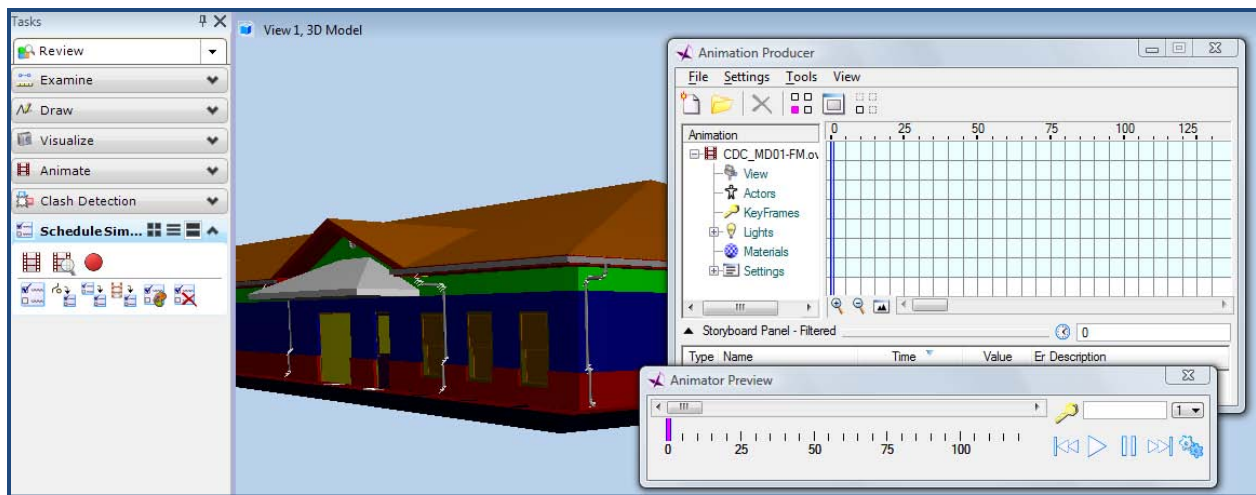 Tasks
Review
Examine
Draw
Visualize
Animate
Clash Detection
Schedule Sim...
View 1, 3D Model
Animation Producer
File Settings Tools View
Animation
0 25 50 75 100 125
CDC_MD01-FM.ov
View
Actors
KeyFrames
Lights
Materials
Settings
Storyboard Panel - Filtered
0
Type Name Time Value Er Description
Animator Preview
1
0 25 50 75 100